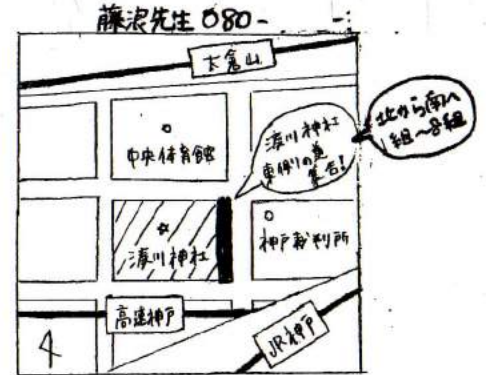 藤浪先生 080-
大倉山
中央体育館
湊川神社
東側の道
集合!
北から南へ
組~8組
湊川神社
神戸裁判所
高速神戸
JR神戸